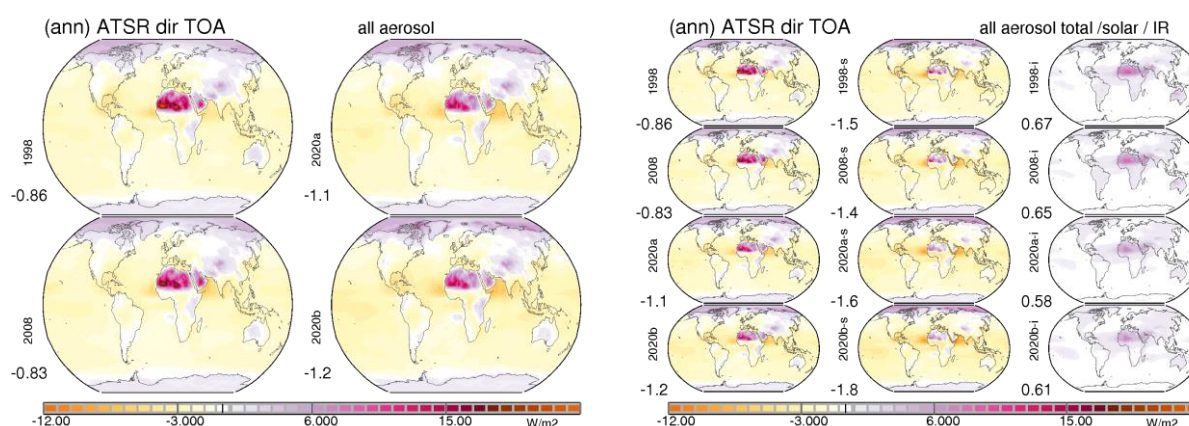 (ann) ATSR dir TOA all aerosol
1998
-0.86
2020a
-1.1
2008
-0.83
2020b
-1.2
-12.00 -3.000 6.000 15.00 W/m2
(ann) ATSR dir TOA all aerosol total /solar / IR
1998
-0.86
1998-s
-1.5
1998-i
0.67
2008
-0.83
2008-s
-1.4
2008-i
0.65
2020a
-1.1
2020a-s
-1.6
2020a-i
0.58
2020b
-1.2
2020b-s
-1.8
2020b-i
0.61
-12.00 -3.000 6.000 15.00 W/m2